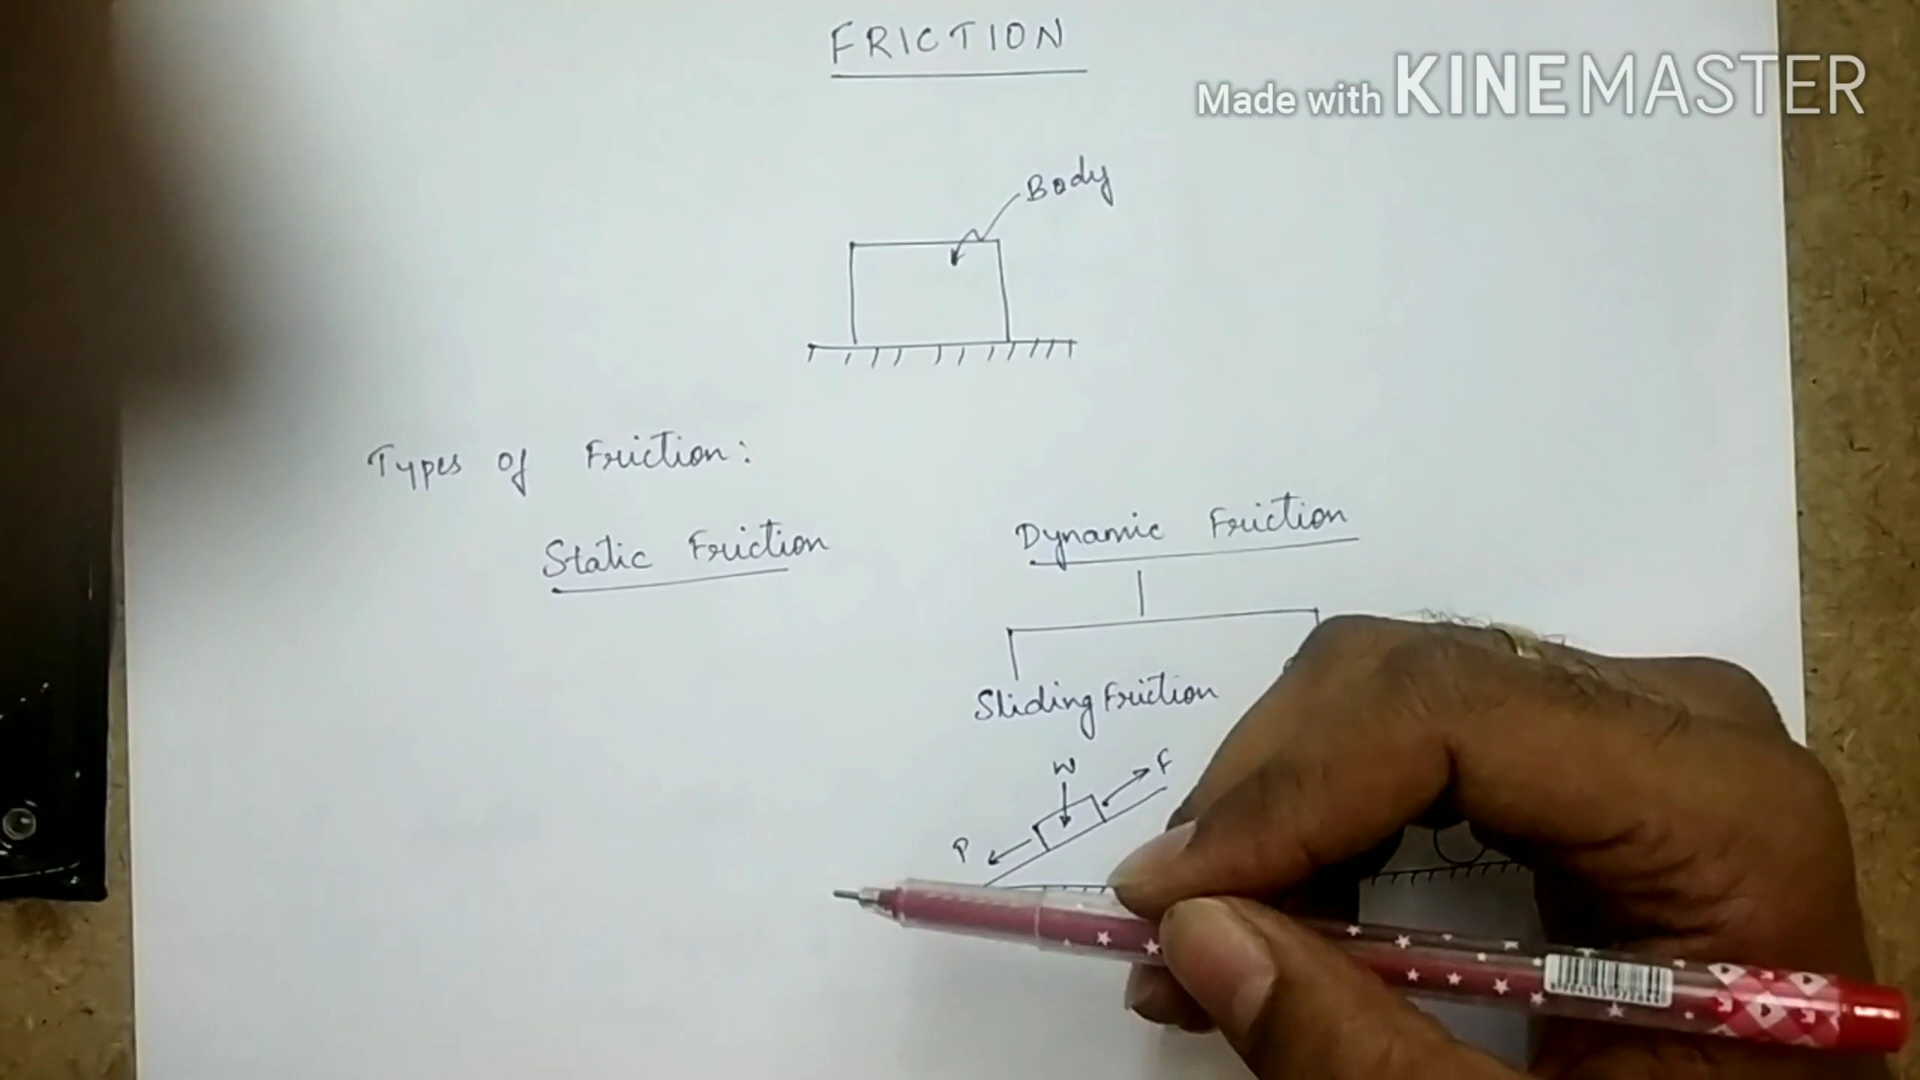 FRICTION
Made with KINEMASTER
Body
Types of Friction:
Static Friction
Dynamic Friction
Sliding Friction
W
F
P